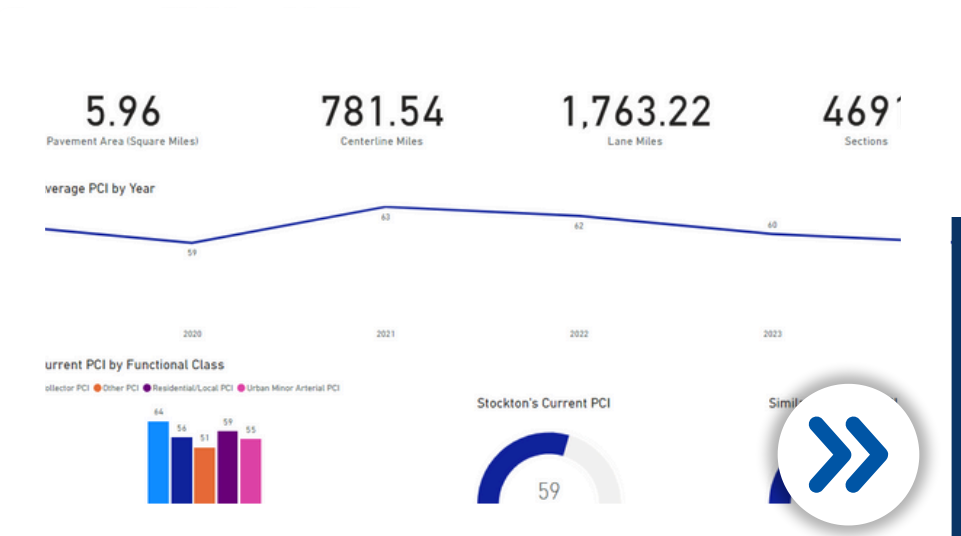 5.96 781.54 1,763.22 469
Pavement Area (Square Miles) Centerline Miles Lane Miles Sections
verage PCI by Year
63
62
60
59
2020 2021 2022 2023
urrent PCI by Functional Class
ollector PCI Other PCI Residential/Local PCI Urban Minor Arterial PCI
Stockton's Current PCI Simil
64
56 51 59 55
59